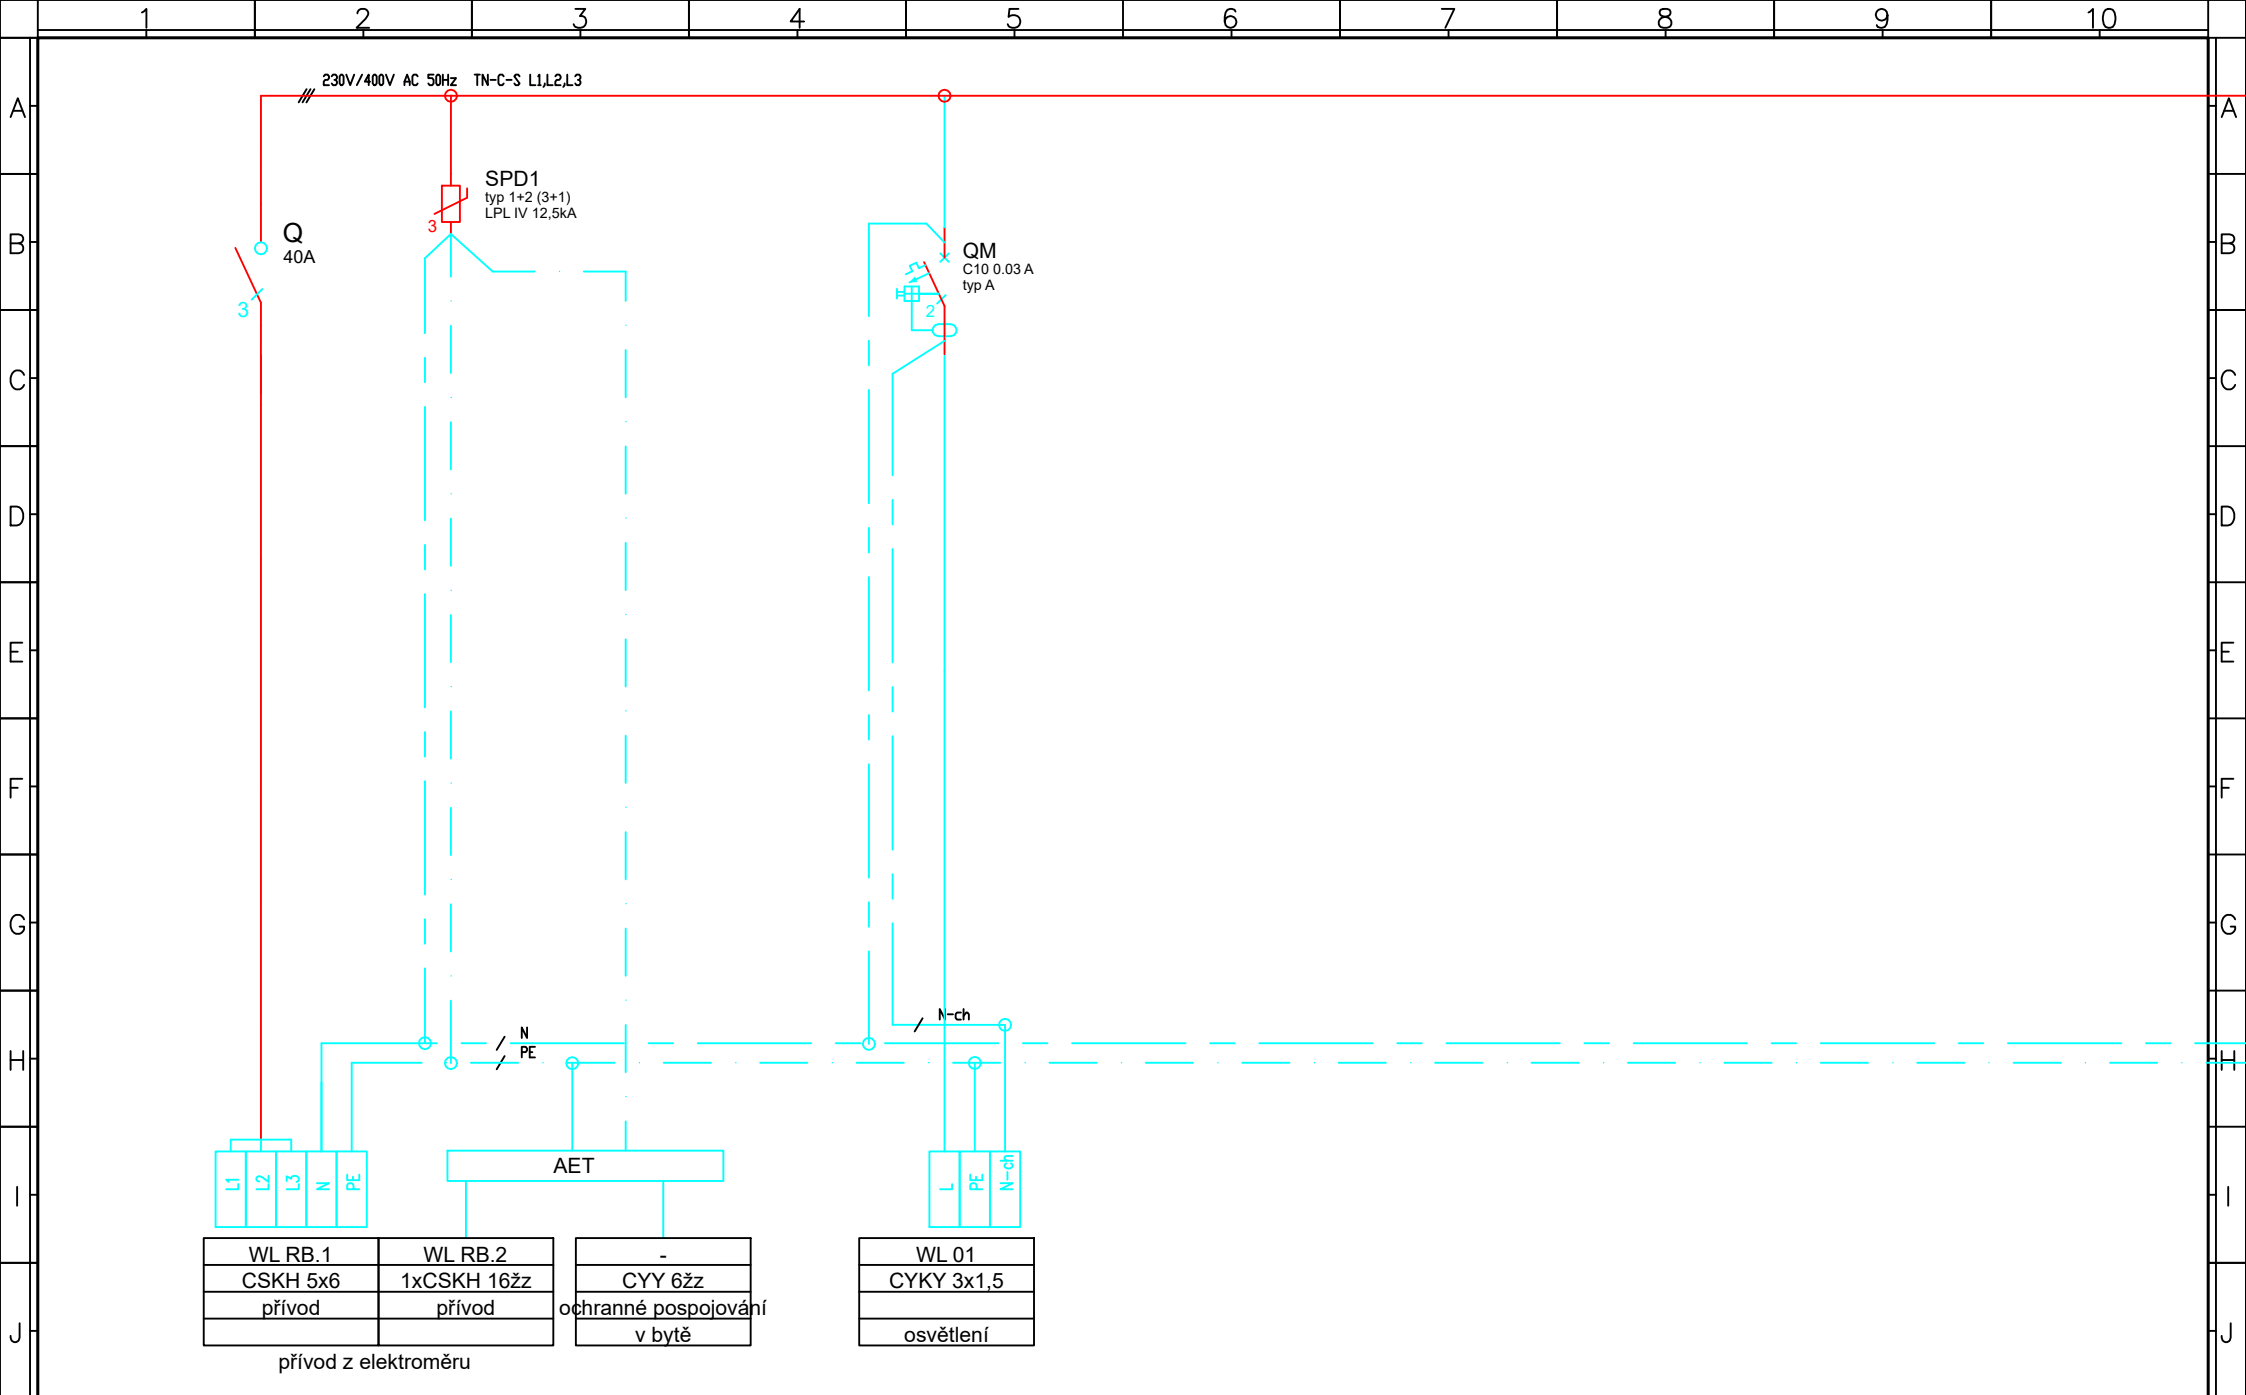 1 2 3 4 5 6 7 8 9 10
230V/400V AC 50Hz TN-C-S L1,L2,L3
A A
SPD1
typ 1+2 (3+1)
LPL IV 12,5kA
3
Q
40A
B B
QM
C10 0.03 A
typ A
3
2
C C
D D
E E
F F
G G
N-ch
N
PE
H H
L1 L2 L3 N PE
AET
L PE N-ch
I I
WL RB.1 WL RB.2 - WL 01
CSKH 5x6 1xCSKH 16žz CYY 6žz CYKY 3x1,5
přívod přívod ochranné pospojování
v bytě osvětlení
J J
přívod z elektroměru